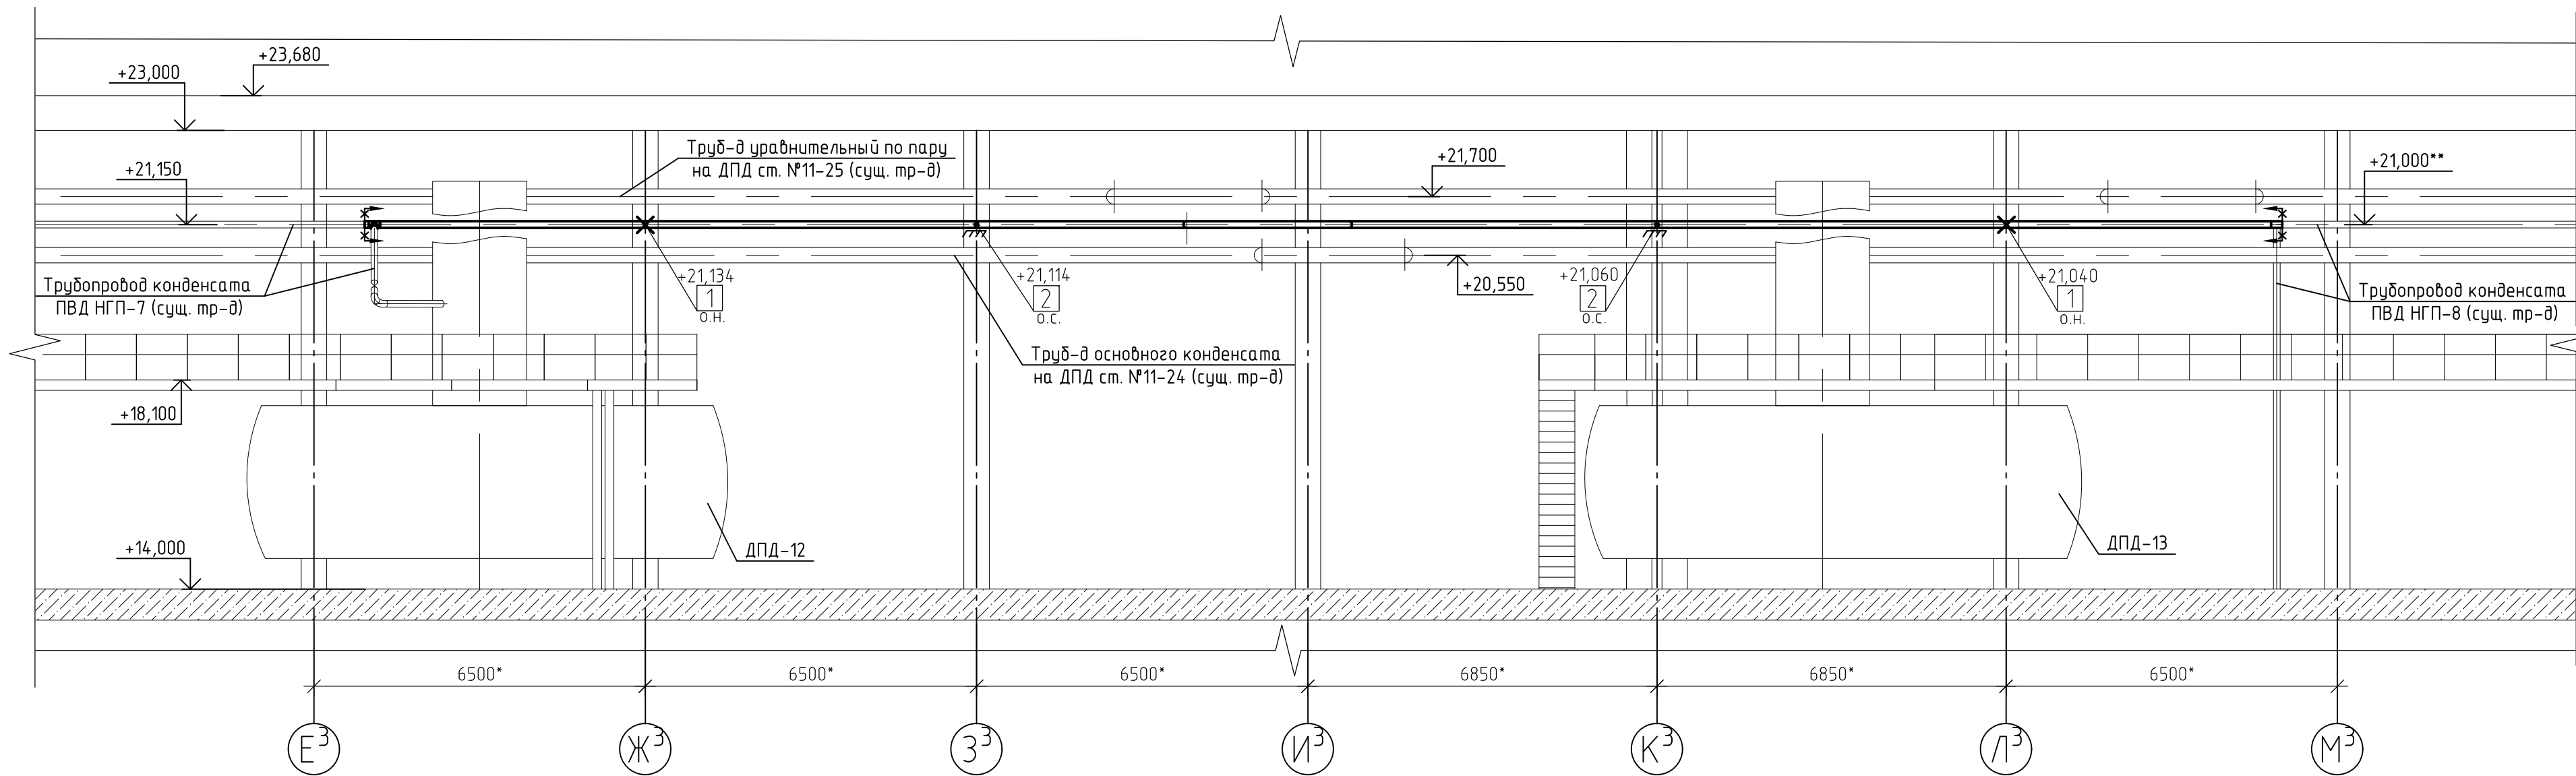 +23,680
+23,000
Труб-д уравнительный по пару
на ДПД ст. №11-25 (сущ. тр-д)
+21,150
+21,700
+21,000**
Трубопровод конденсата
ПВД НГП-7 (сущ. тр-д)
+21,134
1
о.н.
+21,114
2
о.с.
+20,550
+21,060
2
о.с.
+21,040
1
о.н.
Трубопровод конденсата
ПВД НГП-8 (сущ. тр-д)
Труб-д основного конденсата
на ДПД ст. №11-24 (сущ. тр-д)
+18,100
+14,000
ДПД-12
ДПД-13
6500*
6500*
6500*
6850*
6850*
6500*
Е3
Ж3
З3
И3
К3
Л3
М3